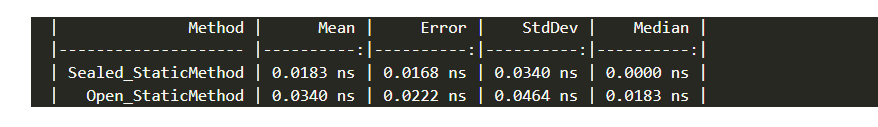 |              Method |      Mean |     Error |    StdDev |    Median |
|-------------------- |----------:|----------:|----------:|----------:|
| Sealed_StaticMethod | 0.0183 ns | 0.0168 ns | 0.0340 ns | 0.0000 ns |
|   Open_StaticMethod | 0.0340 ns | 0.0222 ns | 0.0464 ns | 0.0183 ns |